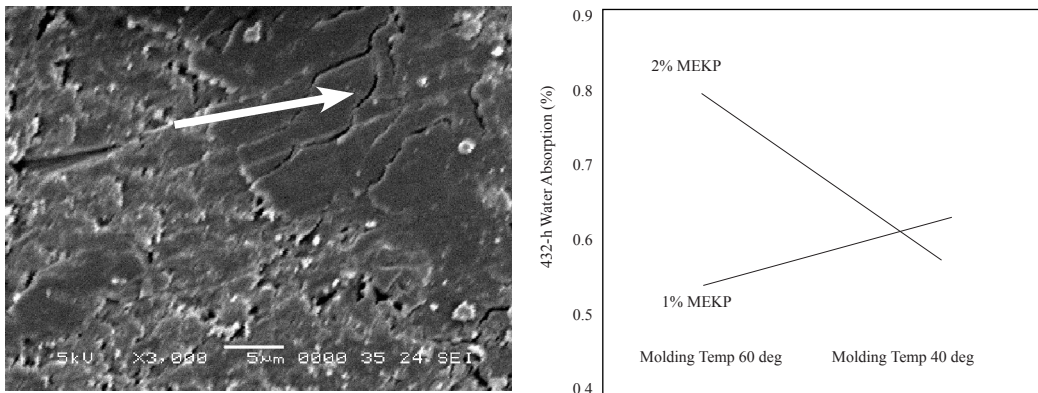 5kV X3,000 5μm 0000 35 24 SEI
0.9
0.8
0.7
0.6
0.5
0.4
432-h Water Absorption (%)
2% MEKP
1% MEKP
Molding Temp 60 deg Molding Temp 40 deg